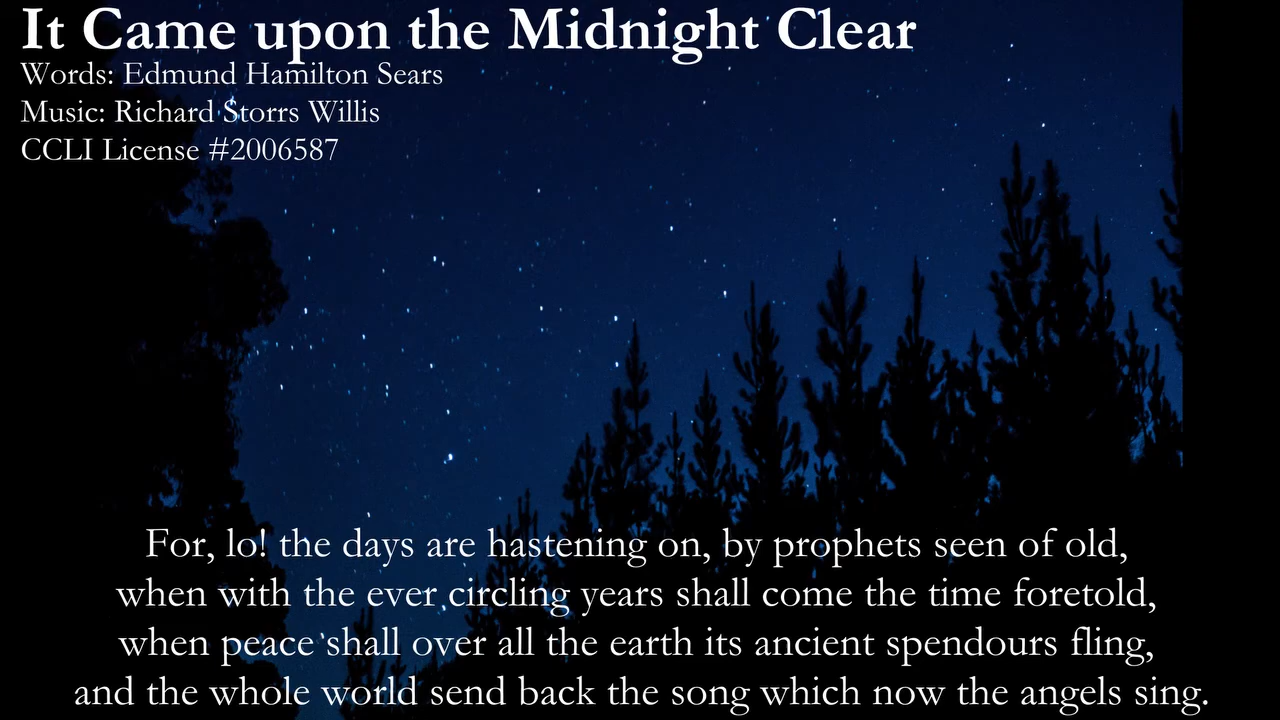 It Came upon the Midnight Clear
Words: Edmund Hamilton Sears
Music: Richard Storrs Willis
CCLI License #2006587
For, lo! the days are hastening on, by prophets seen of old,
when with the ever circling years shall come the time foretold,
when peace shall over all the earth its ancient spendours fling,
and the whole world send back the song which now the angels sing.